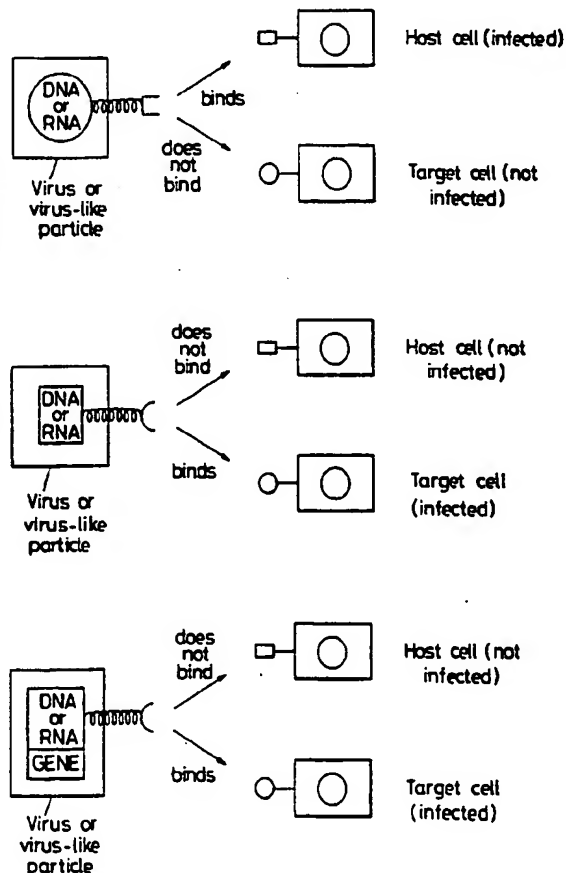 Host cell (infected)
DNA
or
RNA
binds
does
not
bind
Target cell (not
infected)
Virus or
virus-like
particle
does
not
bind
Host cell (not
infected)
DNA
or
RNA
binds
Target cell
(infected)
Virus or
virus-like
particle
does
not
bind
Host cell (not
infected)
DNA
or
RNA
GENE
binds
Target cell
(infected)
Virus or
virus-like
particle